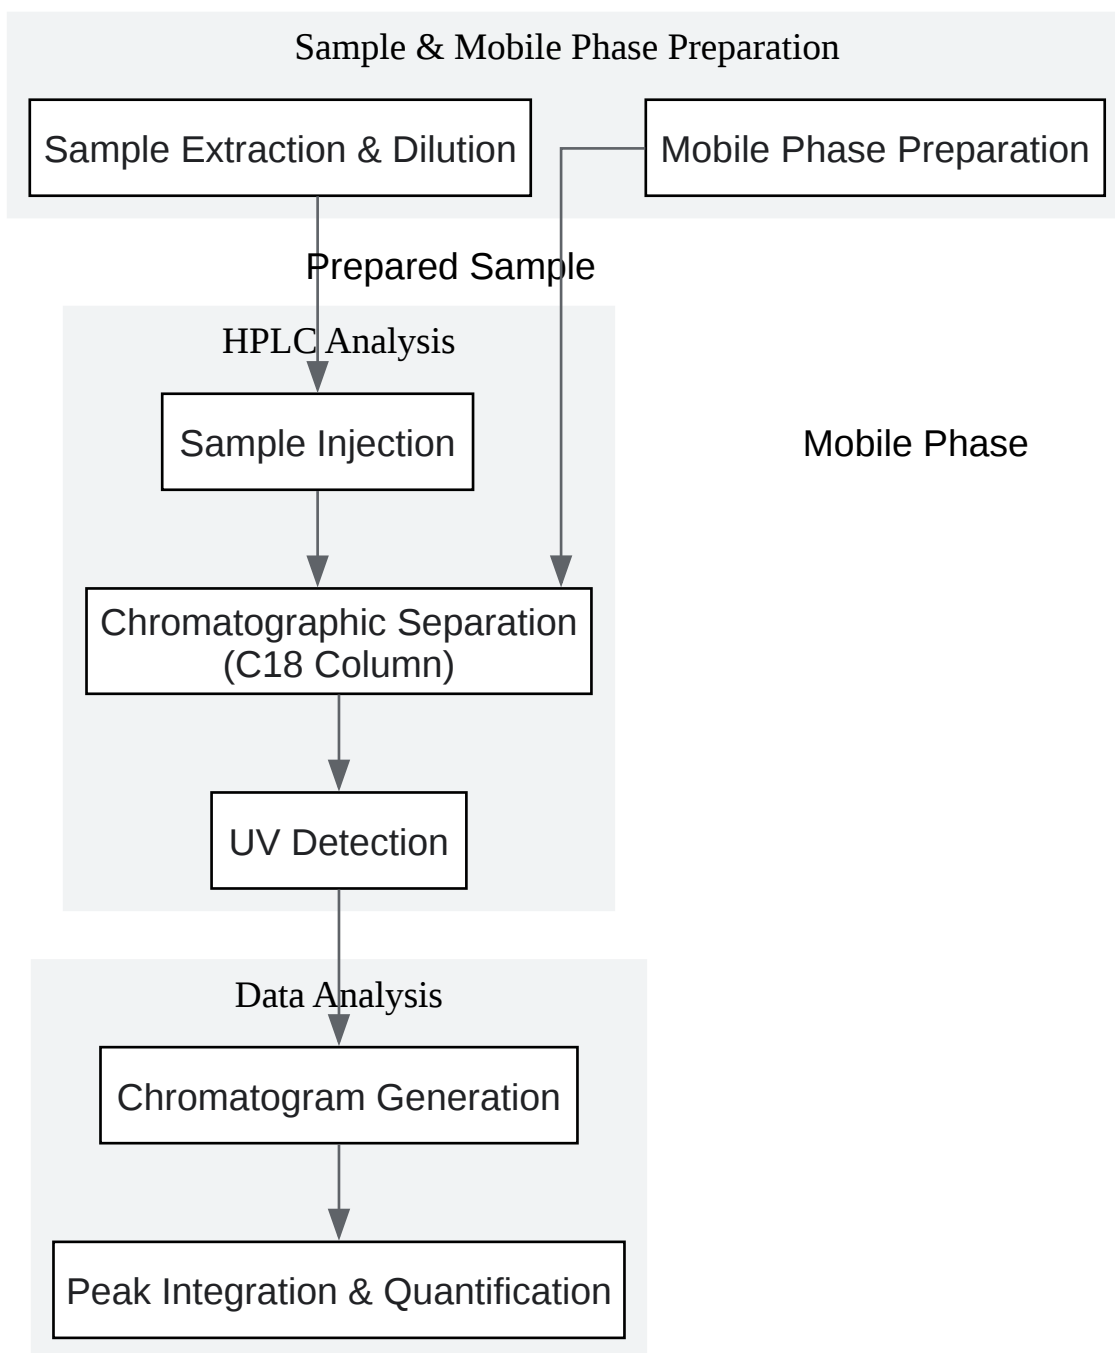 Sample & Mobile Phase Preparation
Sample Extraction & Dilution
Mobile Phase Preparation
Prepared Sample
HPLC Analysis
Sample Injection
Mobile Phase
Chromatographic Separation
(C18 Column)
UV Detection
Data Analysis
Chromatogram Generation
Peak Integration & Quantification